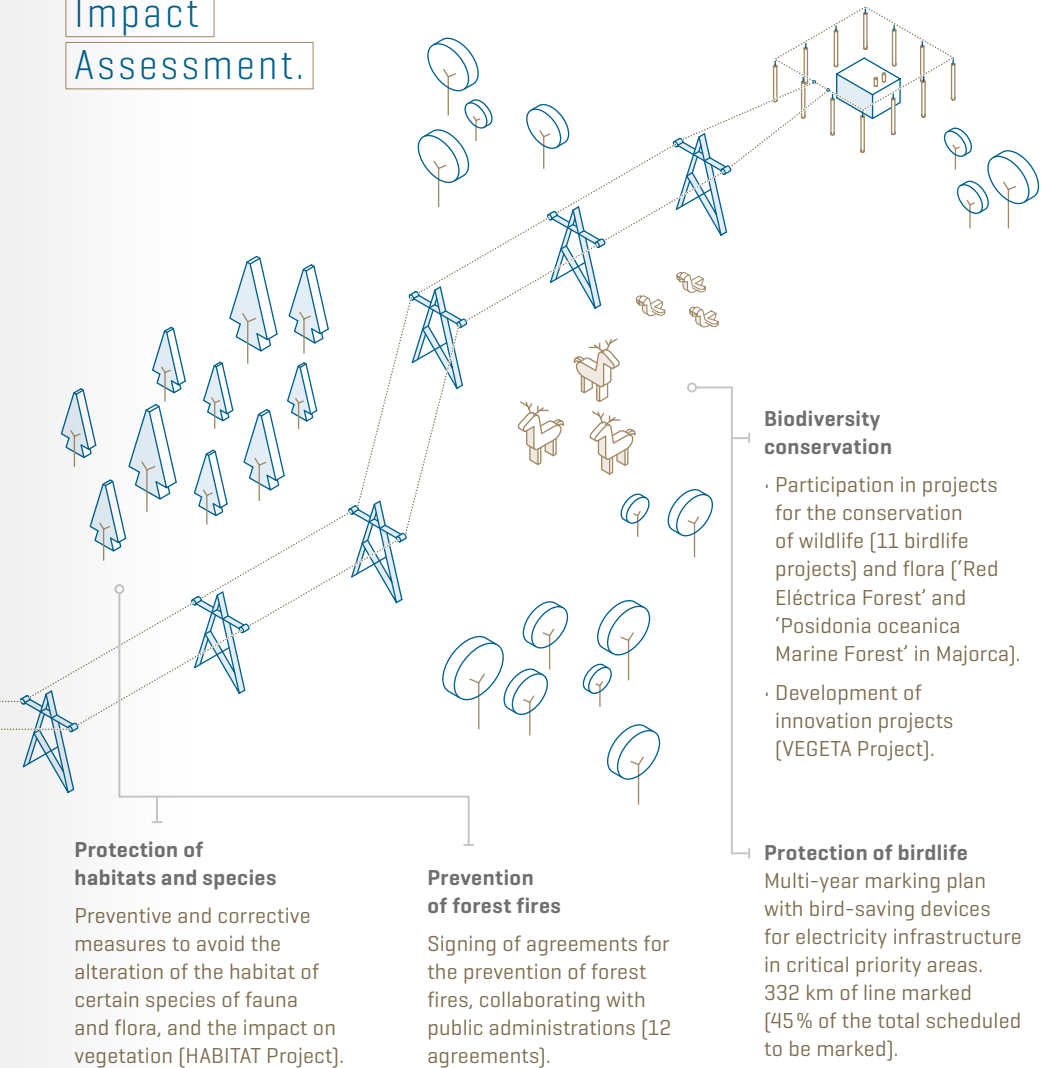 Impact
Assessment.
Biodiversity
conservation
· Participation in projects
for the conservation
of wildlife (11 birdlife
projects) and flora (‘Red
Eléctrica Forest’ and
‘Posidonia oceanica
Marine Forest’ in Majorca).
· Development of
innovation projects
(VEGETA Project).
Protection of
habitats and species
Preventive and corrective
measures to avoid the
alteration of the habitat of
certain species of fauna
and flora, and the impact on
vegetation (HABITAT Project).
Prevention
of forest fires
Signing of agreements for
the prevention of forest
fires, collaborating with
public administrations (12
agreements).
Protection of birdlife
Multi-year marking plan
with bird-saving devices
for electricity infrastructure
in critical priority areas.
332 km of line marked
(45% of the total scheduled
to be marked).